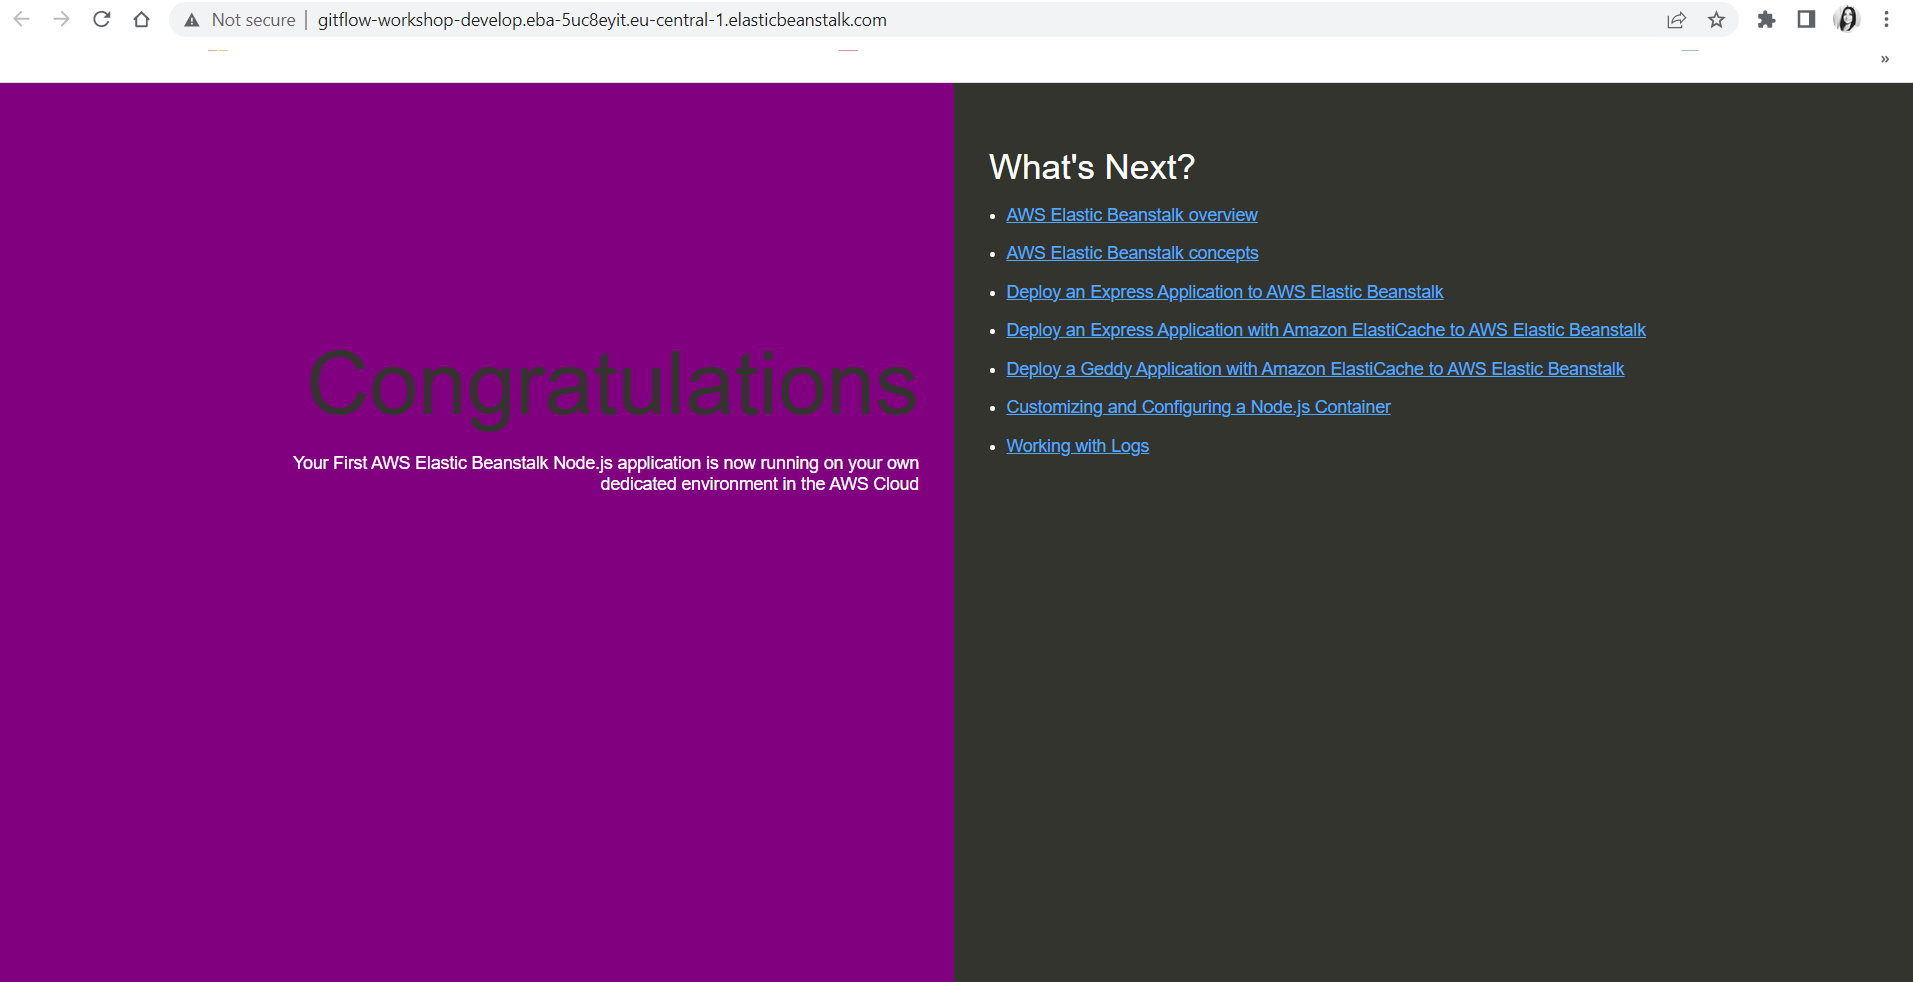 Not secure
gitflow-workshop-develop.eba-5uc8eyit.eu-central-1.elasticbeanstalk.com
»
Congratulations
Your First AWS Elastic Beanstalk Node.js application is now running on your own
dedicated environment in the AWS Cloud
What's Next?
AWS Elastic Beanstalk overview
AWS Elastic Beanstalk concepts
Deploy an Express Application to AWS Elastic Beanstalk
Deploy an Express Application with Amazon ElastiCache to AWS Elastic Beanstalk
Deploy a Geddy Application with Amazon ElastiCache to AWS Elastic Beanstalk
Customizing and Configuring a Node.js Container
Working with Logs